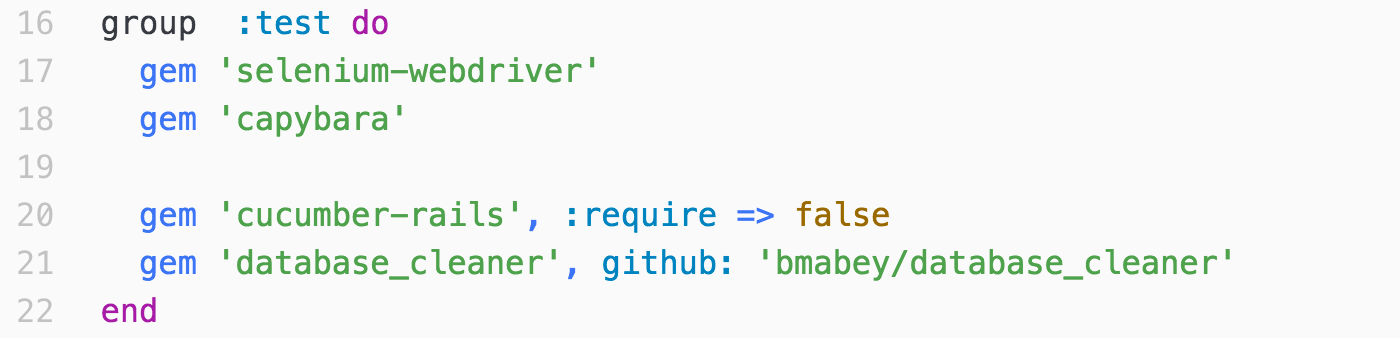 16 group  :test do
17   gem 'selenium-webdriver'
18   gem 'capybara'
19
20   gem 'cucumber-rails', :require => false
21   gem 'database_cleaner', github: 'bmabey/database_cleaner'
22 end